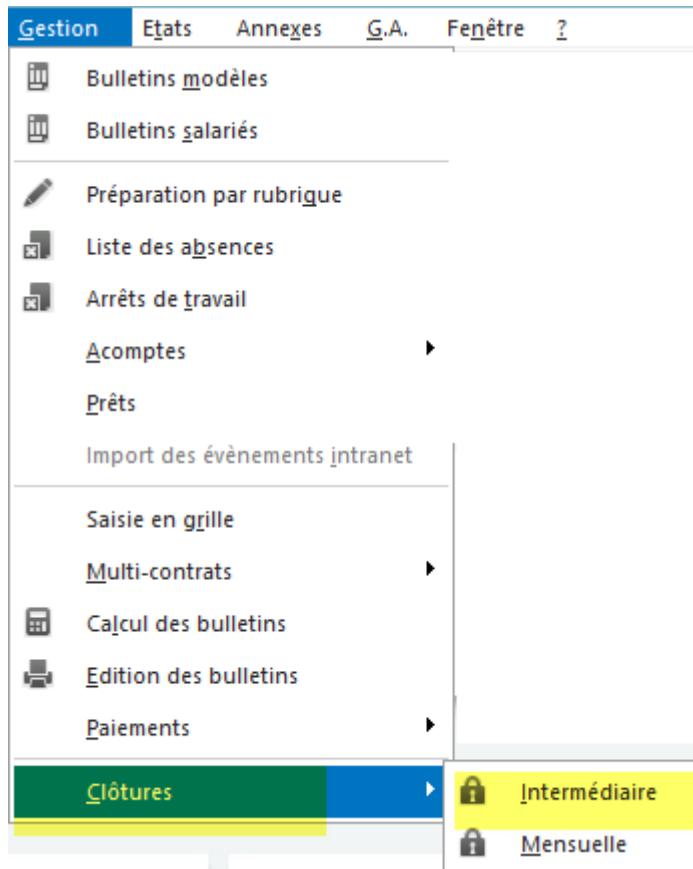 Gestion Etats Annexes G.A. Fenêtre ?
Bulletins modèles
Bulletins salariés
Préparation par rubrique
Liste des absences
Arrêts de travail
Acomptes
Prêts
Import des évènements intranet
Saisie en grille
Multi-contrats
Calcul des bulletins
Edition des bulletins
Paiements
Clôtures
Intermédiaire
Mensuelle